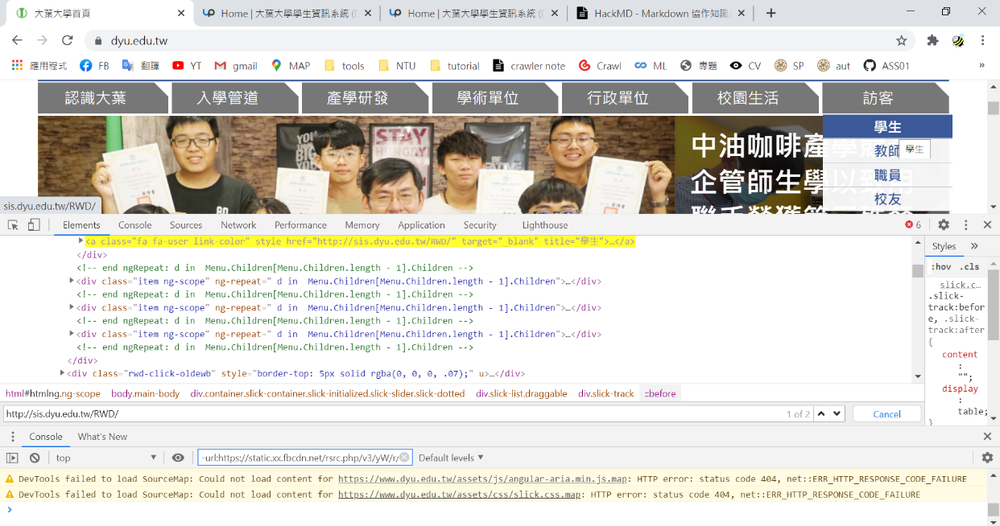 大葉大學首頁
Home | 大葉大學學生資訊系統 (
Home | 大葉大學學生資訊系統 (
HackMD - Markdown 協作知識
dyu.edu.tw
應用程式 FB 翻譯 YT gmail MAP tools NTU tutorial crawler note Crawl ML 專題 CV SP aut ASS01 »
認識大葉 入學管道 產學研發 學術單位 行政單位 校園生活 訪客
學生
教師 學生
職員
校友
中油咖啡產學
企管師生學以致用
STAY
HUNGRY
sis.dyu.edu.tw/RWD/
Elements Console Sources Network Performance Memory Application Security Lighthouse 6
<a class="fa fa-user link-color" style href="http://sis.dyu.edu.tw/RWD/" target="_blank" title="學生">…</a>
</div>
<!-- end ngRepeat: d in  Menu.Children[Menu.Children.length - 1].Children -->
<div class="item ng-scope" ng-repeat=" d in  Menu.Children[Menu.Children.length - 1].Children">…</div>
<!-- end ngRepeat: d in  Menu.Children[Menu.Children.length - 1].Children -->
<div class="item ng-scope" ng-repeat=" d in  Menu.Children[Menu.Children.length - 1].Children">…</div>
<!-- end ngRepeat: d in  Menu.Children[Menu.Children.length - 1].Children -->
<div class="item ng-scope" ng-repeat=" d in  Menu.Children[Menu.Children.length - 1].Children">…</div>
<!-- end ngRepeat: d in  Menu.Children[Menu.Children.length - 1].Children -->
</div>
<div class="rwd-click-oldewb" style="border-top: 5px solid rgba(0, 0, 0, .07);" u>…</div>
Styles »
:hov .cls
slick.c…
.slick-
track:befor
e, .slick-
track:after
{
content
:
"";
display
:
table;
}
html#htmlng.ng-scope body.main-body div.container.slick-container.slick-initialized.slick-slider.slick-dotted div.slick-list.draggable div.slick-track ::before
http://sis.dyu.edu.tw/RWD/ 1 of 2 Cancel
Console What's New
top -url:https://static.xx.fbcdn.net/rsrc.php/v3/yW/r/ Default levels ▼
DevTools failed to load SourceMap: Could not load content for https://www.dyu.edu.tw/assets/js/angular-aria.min.js.map: HTTP error: status code 404, net::ERR_HTTP_RESPONSE_CODE_FAILURE
DevTools failed to load SourceMap: Could not load content for https://www.dyu.edu.tw/assets/css/slick.css.map: HTTP error: status code 404, net::ERR_HTTP_RESPONSE_CODE_FAILURE